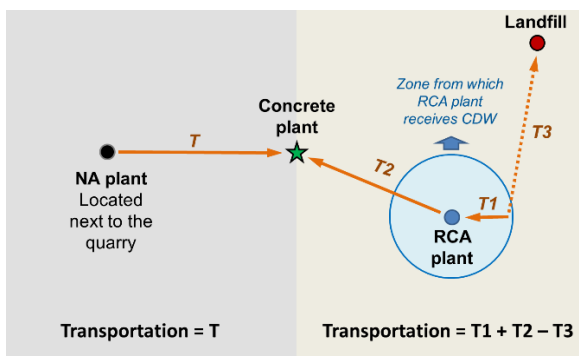 Landfill
Zone from which
RCA plant
receives CDW
Concrete
plant
T
T2
T3
T1
NA plant
Located
next to the
quarry
RCA
plant
Transportation = T
Transportation = T1 + T2 – T3